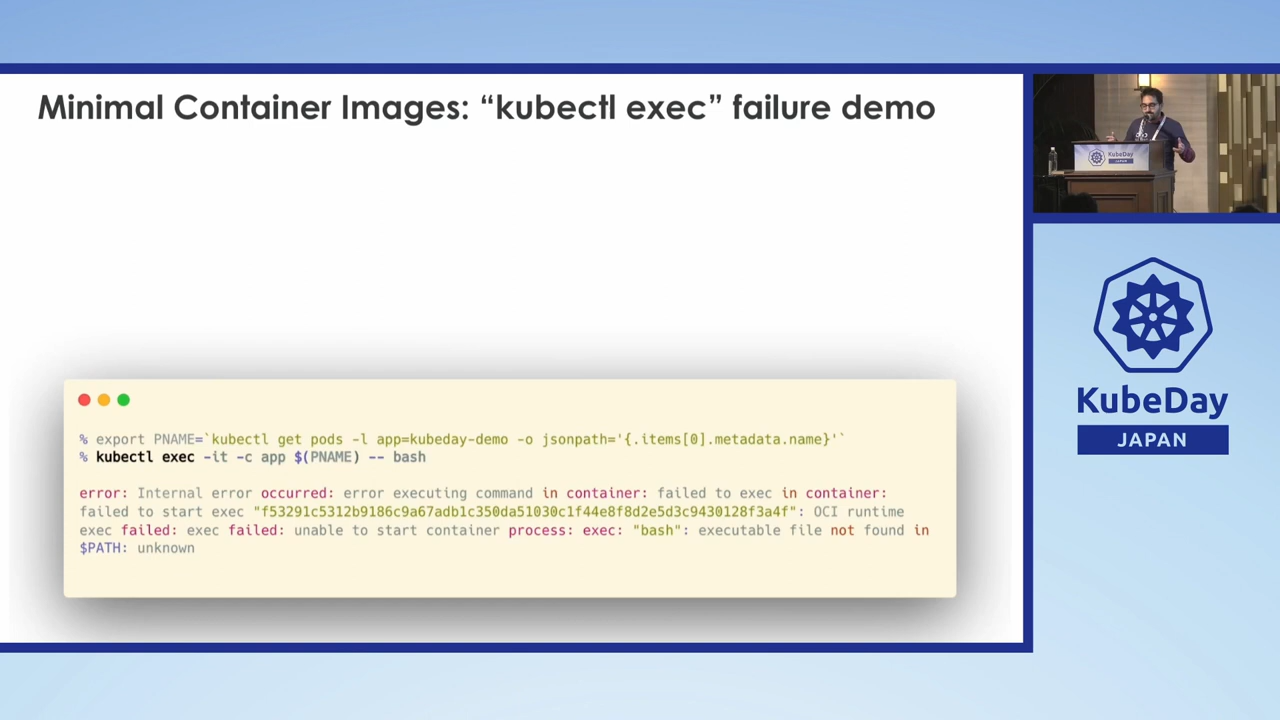 Minimal Container Images: “kubectl exec” failure demo
% export PNAME=`kubectl get pods -l app=kubeday-demo -o jsonpath='{.items[0].metadata.name}'`
% kubectl exec -it -c app $(PNAME) -- bash
error: Internal error occurred: error executing command in container: failed to exec in container:
failed to start exec "f53291c5312b9186c9a67adb1c350da51030c1f44e8f8d2e5d3c9430128f3a4f": OCI runtime
exec failed: exec failed: unable to start container process: exec: "bash": executable file not found in
$PATH: unknown
KubeDay
JAPAN
KubeDay
JAPAN